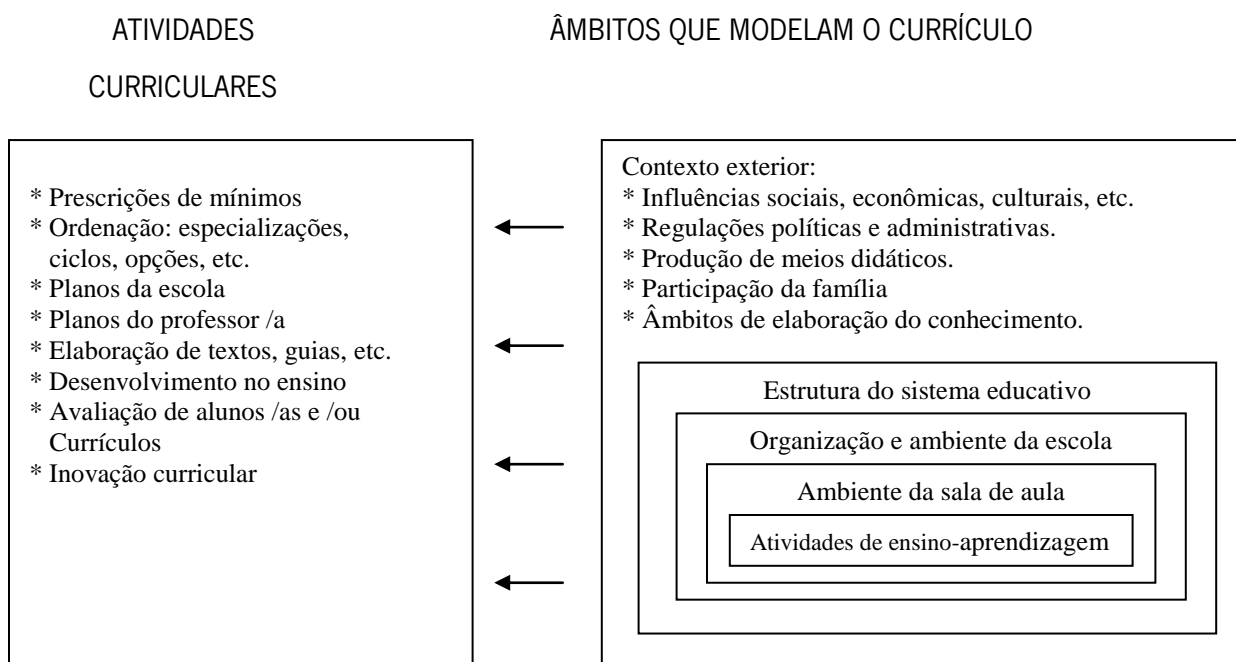 ATIVIDADES
CURRICULARES
ÂMBITOS QUE MODELAM O CURRÍCULO
* Prescrições de mínimos
* Ordenação: especializações,
ciclos, opções, etc.
* Planos da escola
* Planos do professor /a
* Elaboração de textos, guias, etc.
* Desenvolvimento no ensino
* Avaliação de alunos /as e /ou
Currículos
* Inovação curricular
Contexto exterior:
* Influências sociais, econômicas, culturais, etc.
* Regulações políticas e administrativas.
* Produção de meios didáticos.
* Participação da família
* Âmbitos de elaboração do conhecimento.
Estrutura do sistema educativo
Organização e ambiente da escola
Ambiente da sala de aula
Atividades de ensino-aprendizagem